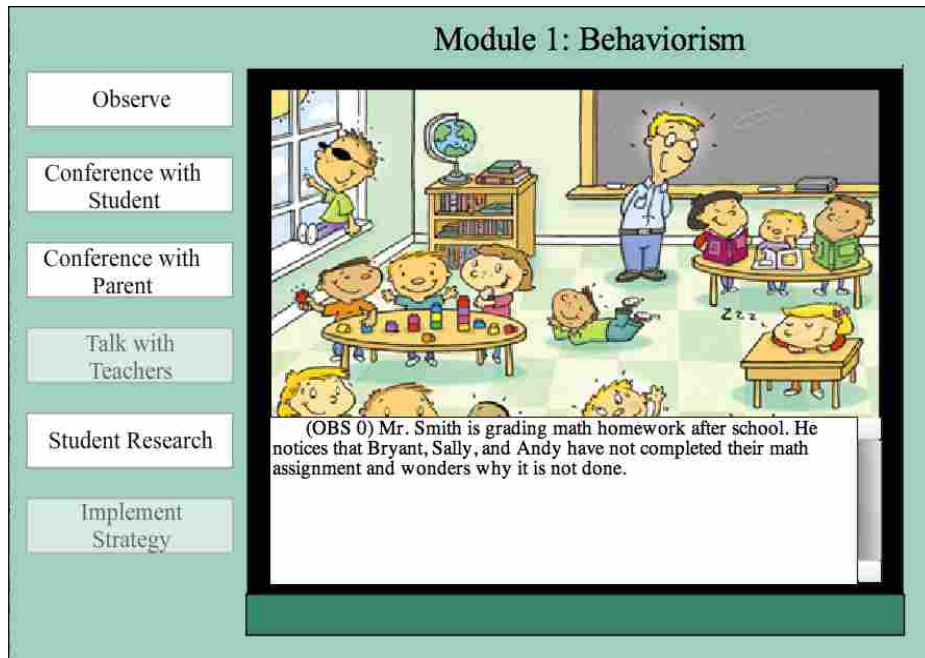 Module 1: Behaviorism
Observe
Conference with
Student
Conference with
Parent
Talk with
Teachers
Student Research
Implement
Strategy
z z z
(OBS 0) Mr. Smith is grading math homework after school. He
notices that Bryant, Sally, and Andy have not completed their math
assignment and wonders why it is not done.